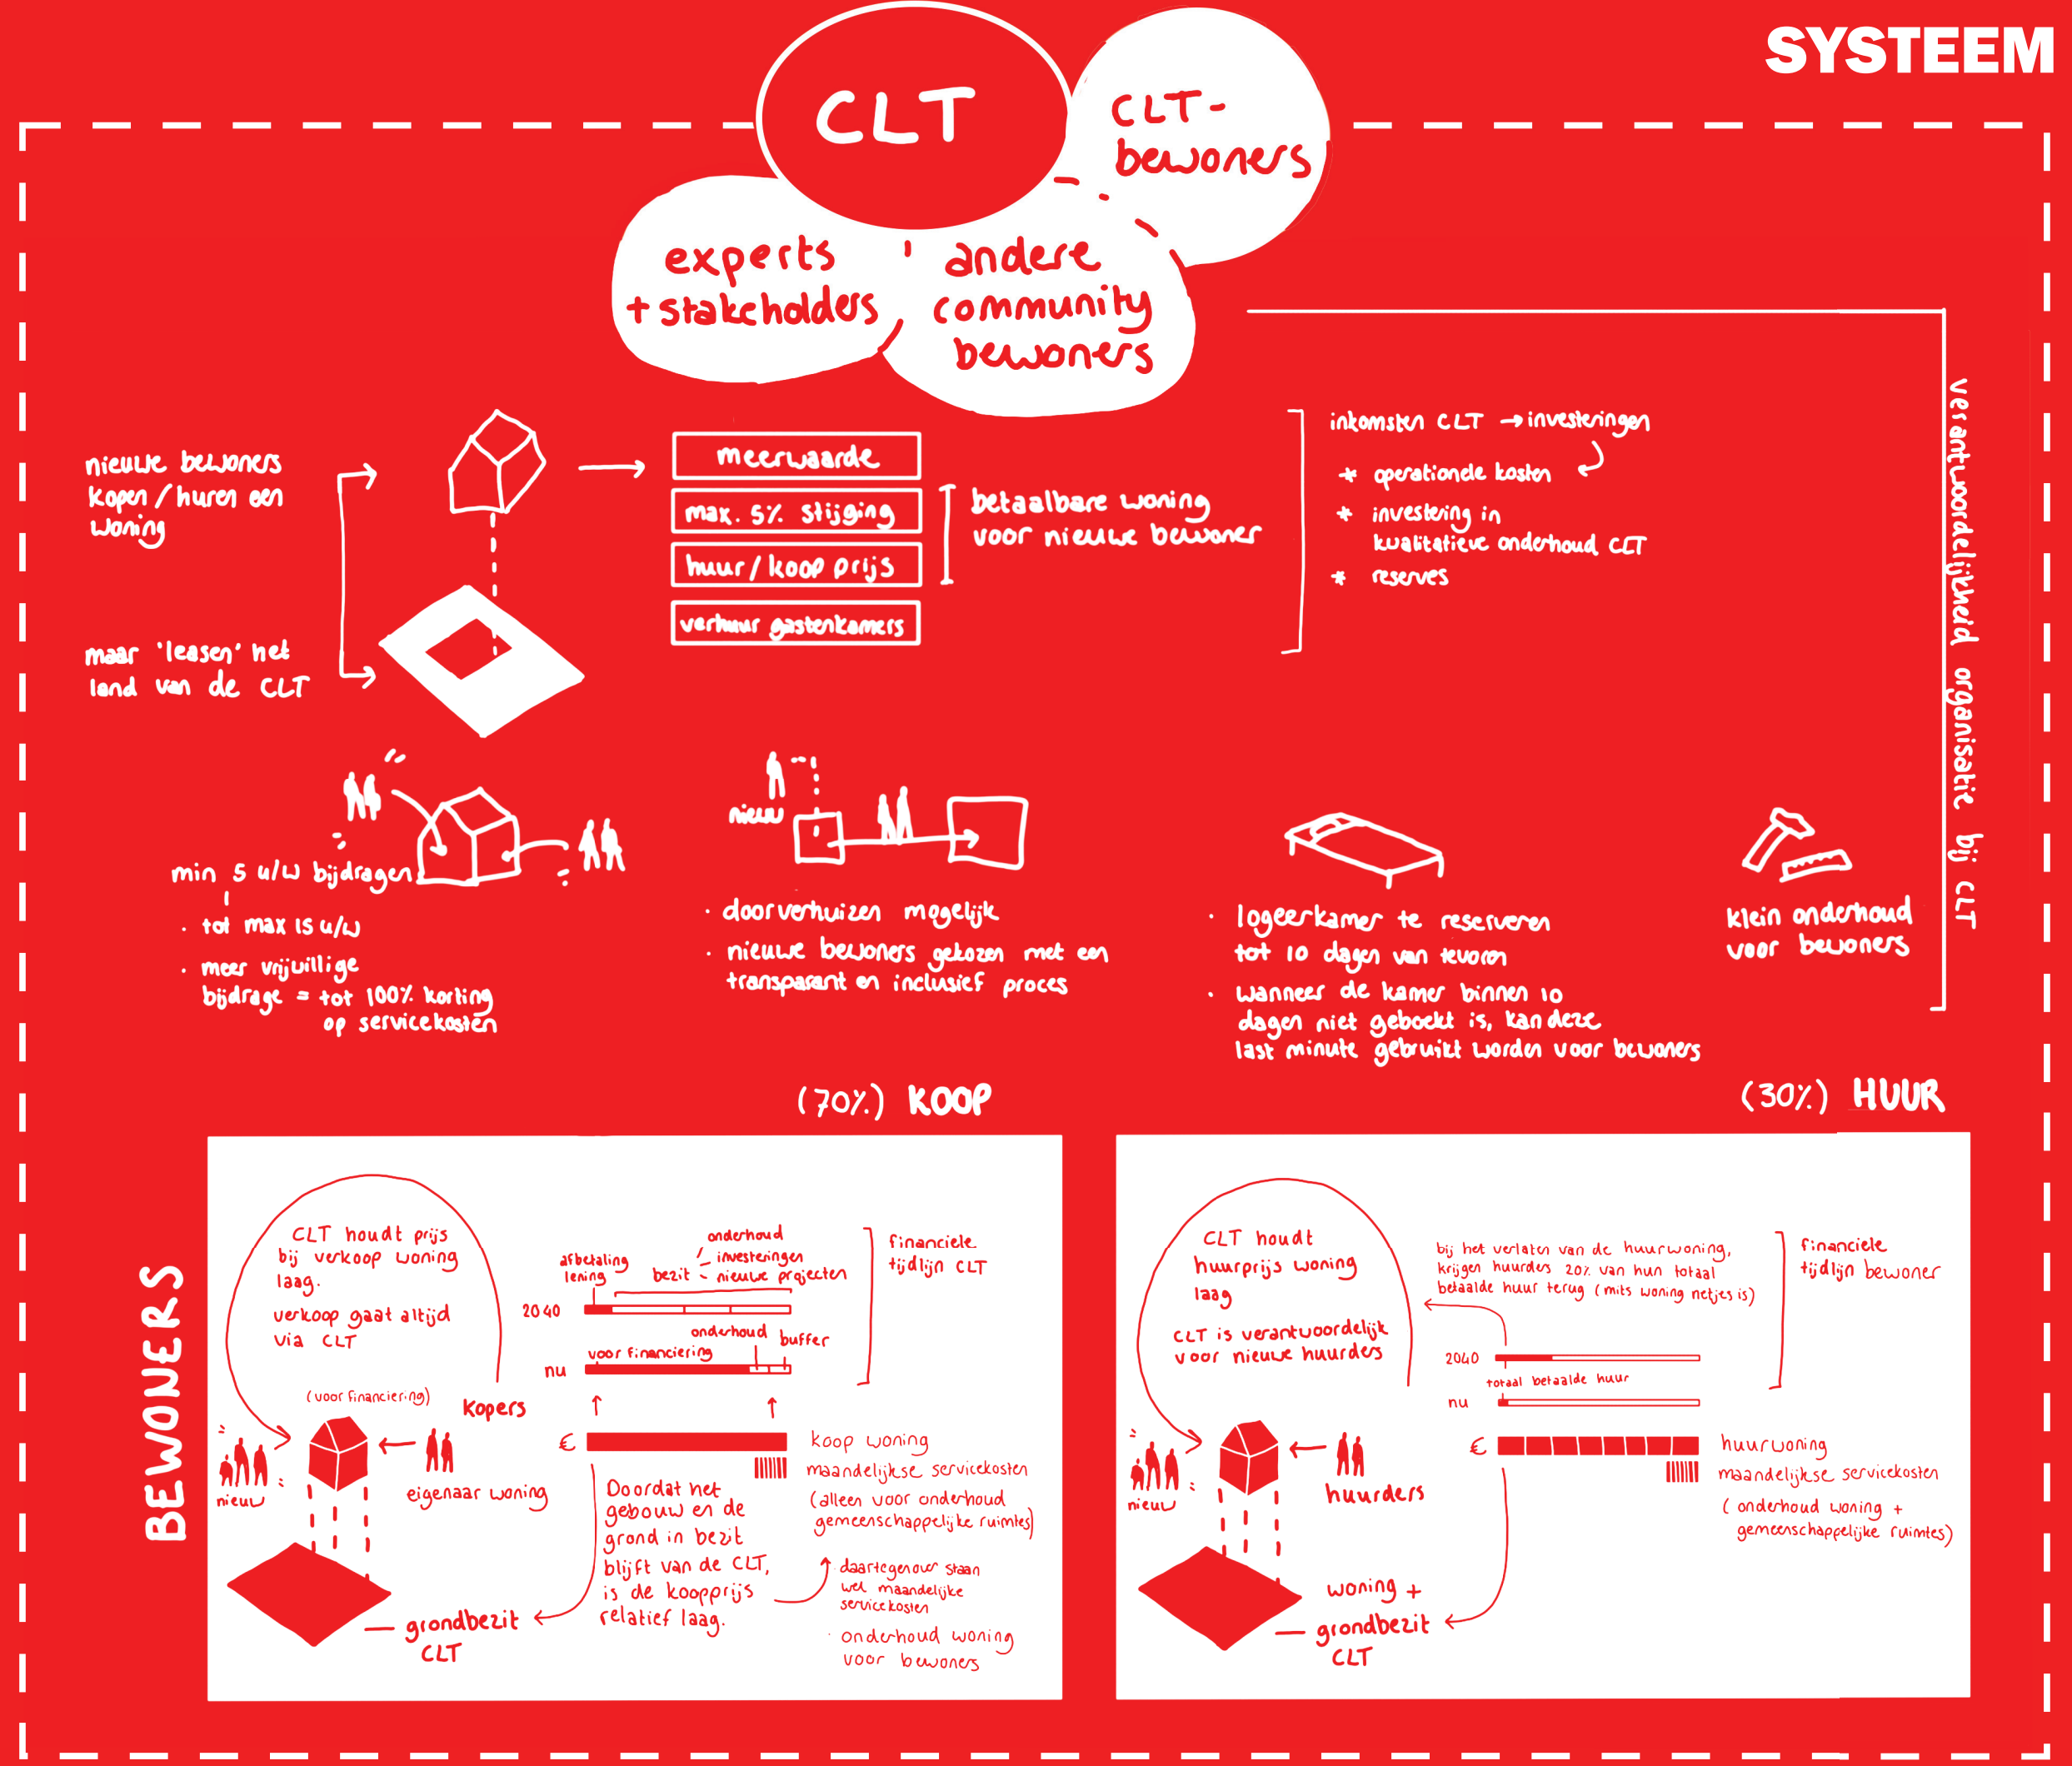 SYSTEEM
CLT
CLT-
bewoners
experts
+ stakeholders
andere
community
bewoners
verantwoordelijkheid organisatie bij CLT
nieuwe bewoners
kopen / huren een
woning
maar 'leasen' het
land van de CLT
meerwaarde
max. 5% stijging
huur / koop prijs
verhuur gastenkamers
betaalbare woning
voor nieuwe bewoner
inkomsten CLT → investeringen
* operationele kosten
* investering in
kwalitatieve onderhoud CLT
* reserves
min 5 u/w bijdragen
· tot max 15 u/w
· meer vrijwillige
bijdrage = tot 100% korting
op servicekosten
nieuw
· doorverhuizen mogelijk
· nieuwe bewoners gekozen met een
transparant en inclusief proces
· logeerkamer te reserveren
tot 10 dagen van tevoren
· wanneer de kamer binnen 10
dagen niet geboekt is, kan deze
last minute gebruikt worden voor bewoners
klein onderhoud
voor bewoners
BEWONERS
(70%) KOOP
CLT houdt prijs
bij verkoop woning
laag.
verkoop gaat altijd
via CLT
(voor financiering)
kopers
nieuw
eigenaar woning
grondbezit
CLT
afbetaling
lening
bezit
onderhoud
investeringen
nieuwe projecten
2040
onderhoud
buffer
voor financiering
nu
financiele
tijdlijn CLT
€
koop woning
maandelijkse servicekosten
(alleen voor onderhoud
gemeenschappelijke ruimtes)
Doordat het
gebouw en de
grond in bezit
blijft van de CLT,
is de koopprijs
relatief laag.
daartegenover staan
wel maandelijke
servicekosten
· onderhoud woning
voor bewoners
(30%) HUUR
CLT houdt
huurprijs woning
laag
CLT is verantwoordelijk
voor nieuwe huurders
nieuw
huurders
woning +
grondbezit
CLT
bij het verlaten van de huurwoning,
krijgen huurders 20% van hun totaal
betaalde huur terug (mits woning netjes is)
financiele
tijdlijn bewoner
2040
totaal betaalde huur
nu
€
huurwoning
maandelijkse servicekosten
( onderhoud woning +
gemeenschappelijke ruimtes)